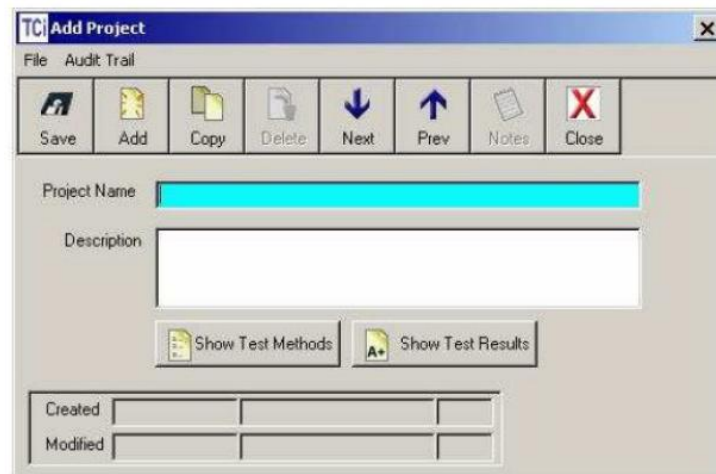 TCi Add Project
File Audit Trail
Save Add Copy Delete Next Prev Notes Close
Project Name
Description
Show Test Methods A+ Show Test Results
Created
Modified